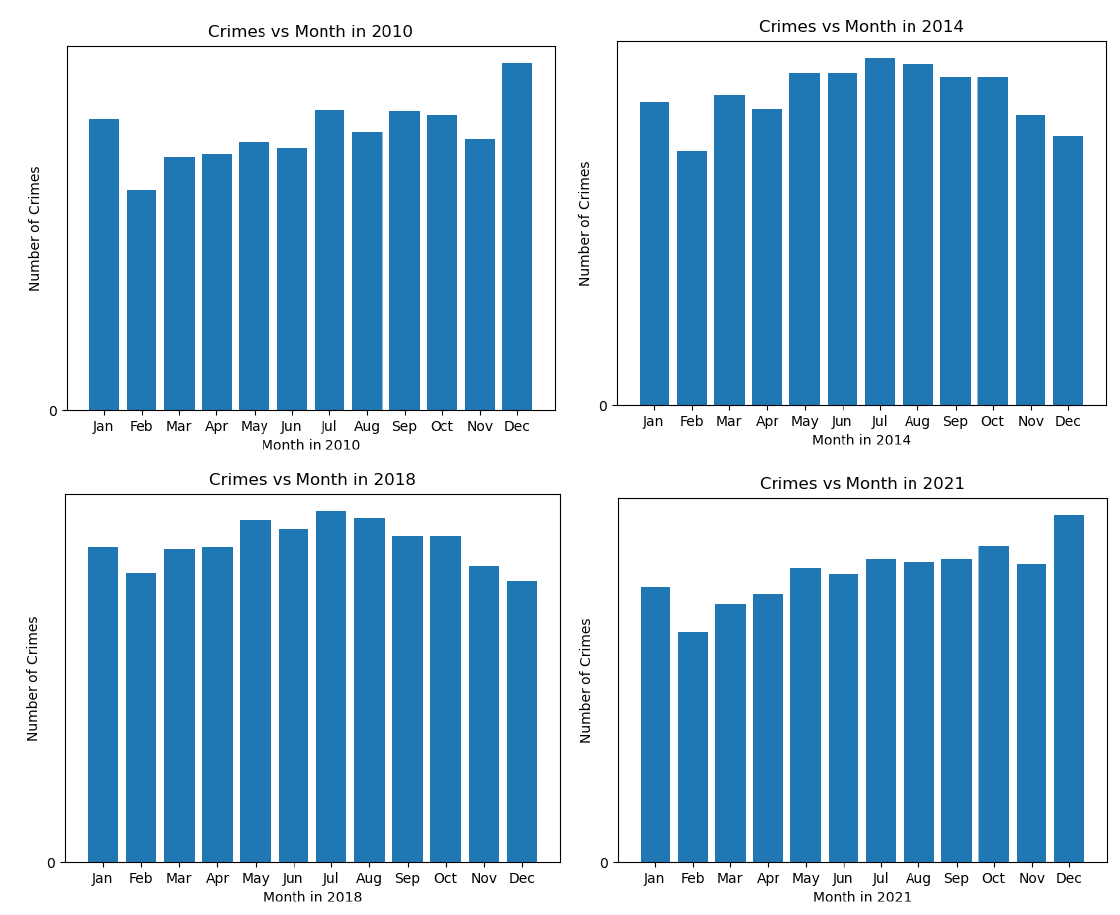 Crimes vs Month in 2010
Number of Crimes
0
Jan Feb Mar Apr May Jun Jul Aug Sep Oct Nov Dec
Month in 2010
Crimes vs Month in 2014
Number of Crimes
0
Jan Feb Mar Apr May Jun Jul Aug Sep Oct Nov Dec
Month in 2014
Crimes vs Month in 2018
Number of Crimes
0
Jan Feb Mar Apr May Jun Jul Aug Sep Oct Nov Dec
Month in 2018
Crimes vs Month in 2021
Number of Crimes
0
Jan Feb Mar Apr May Jun Jul Aug Sep Oct Nov Dec
Month in 2021